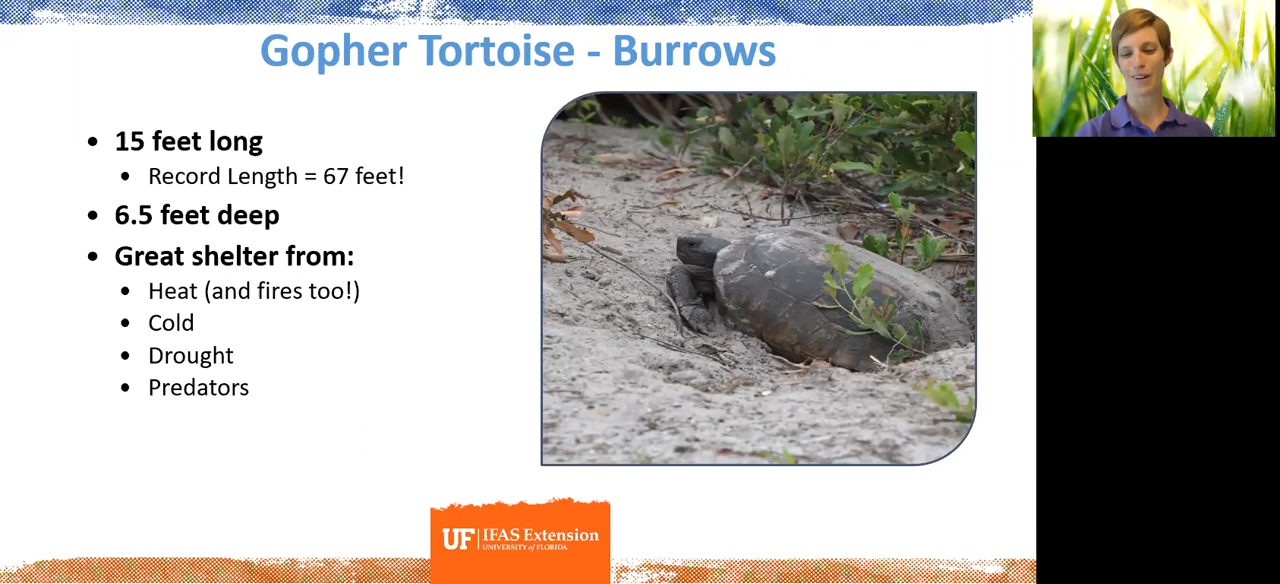 Gopher Tortoise - Burrows
• 15 feet long
• Record Length = 67 feet!
• 6.5 feet deep
• Great shelter from:
• Heat (and fires too!)
• Cold
• Drought
• Predators
UF | IFAS Extension
UNIVERSITY of FLORIDA